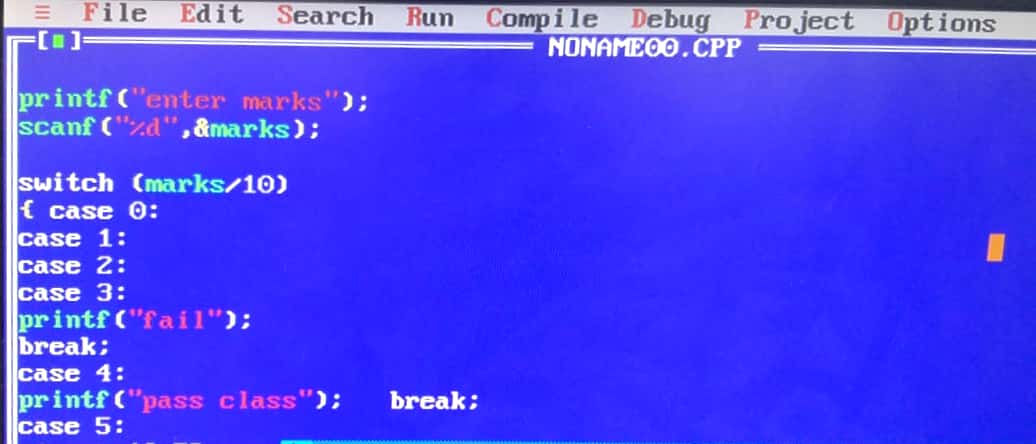 ≡ File Edit Search Run Compile Debug Project Options
[■] NONAME00.CPP
printf("enter marks");
scanf("%d",&marks);
switch (marks/10)
{ case 0:
case 1:
case 2:
case 3:
printf("fail");
break;
case 4:
printf("pass class"); break;
case 5: